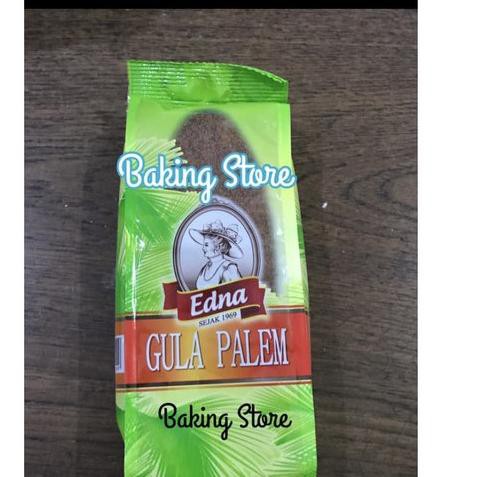 Baking Store
Edna
SEJAK 1969
GULA PALEM
Baking Store